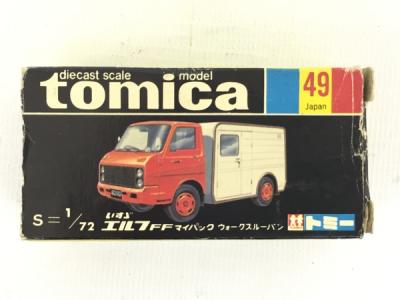 diecast scale model
tomica
49
Japan
S=1/72
いすゞ エルフFF マイパック ウォークスルーバン
トミー